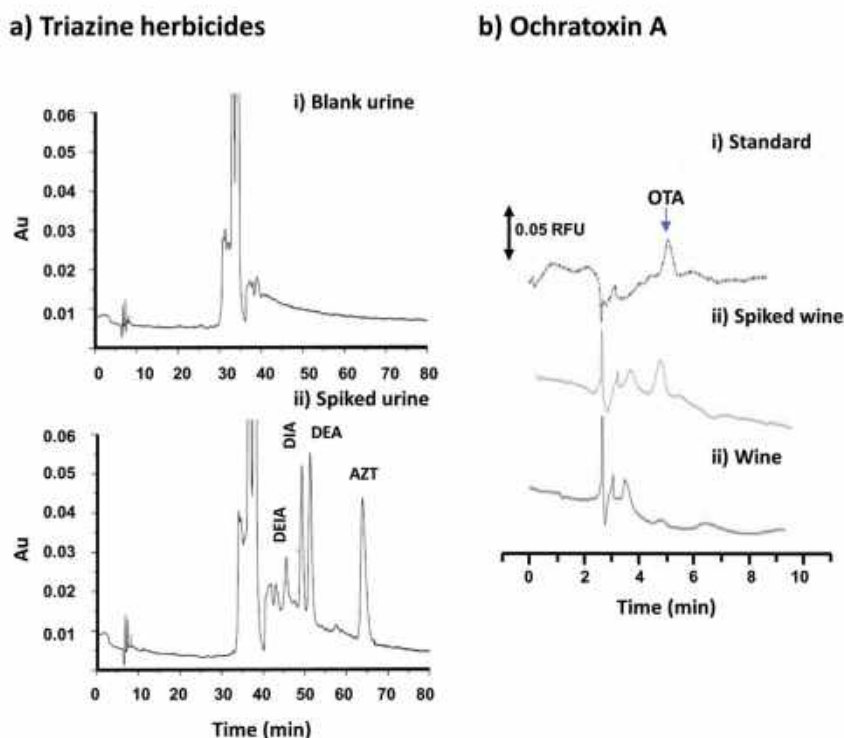 a) Triazine herbicides
i) Blank urine
0.06
0.05
0.04
0.03
0.02
0.01
Au
0 10 20 30 40 50 60 70 80
ii) Spiked urine
0.06
0.05
0.04
0.03
0.02
0.01
Au
DEIA
DIA
DEA
AZT
0 10 20 30 40 50 60 70 80
Time (min)
b) Ochratoxin A
i) Standard
OTA
0.05 RFU
ii) Spiked wine
ii) Wine
0 2 4 6 8 10
Time (min)